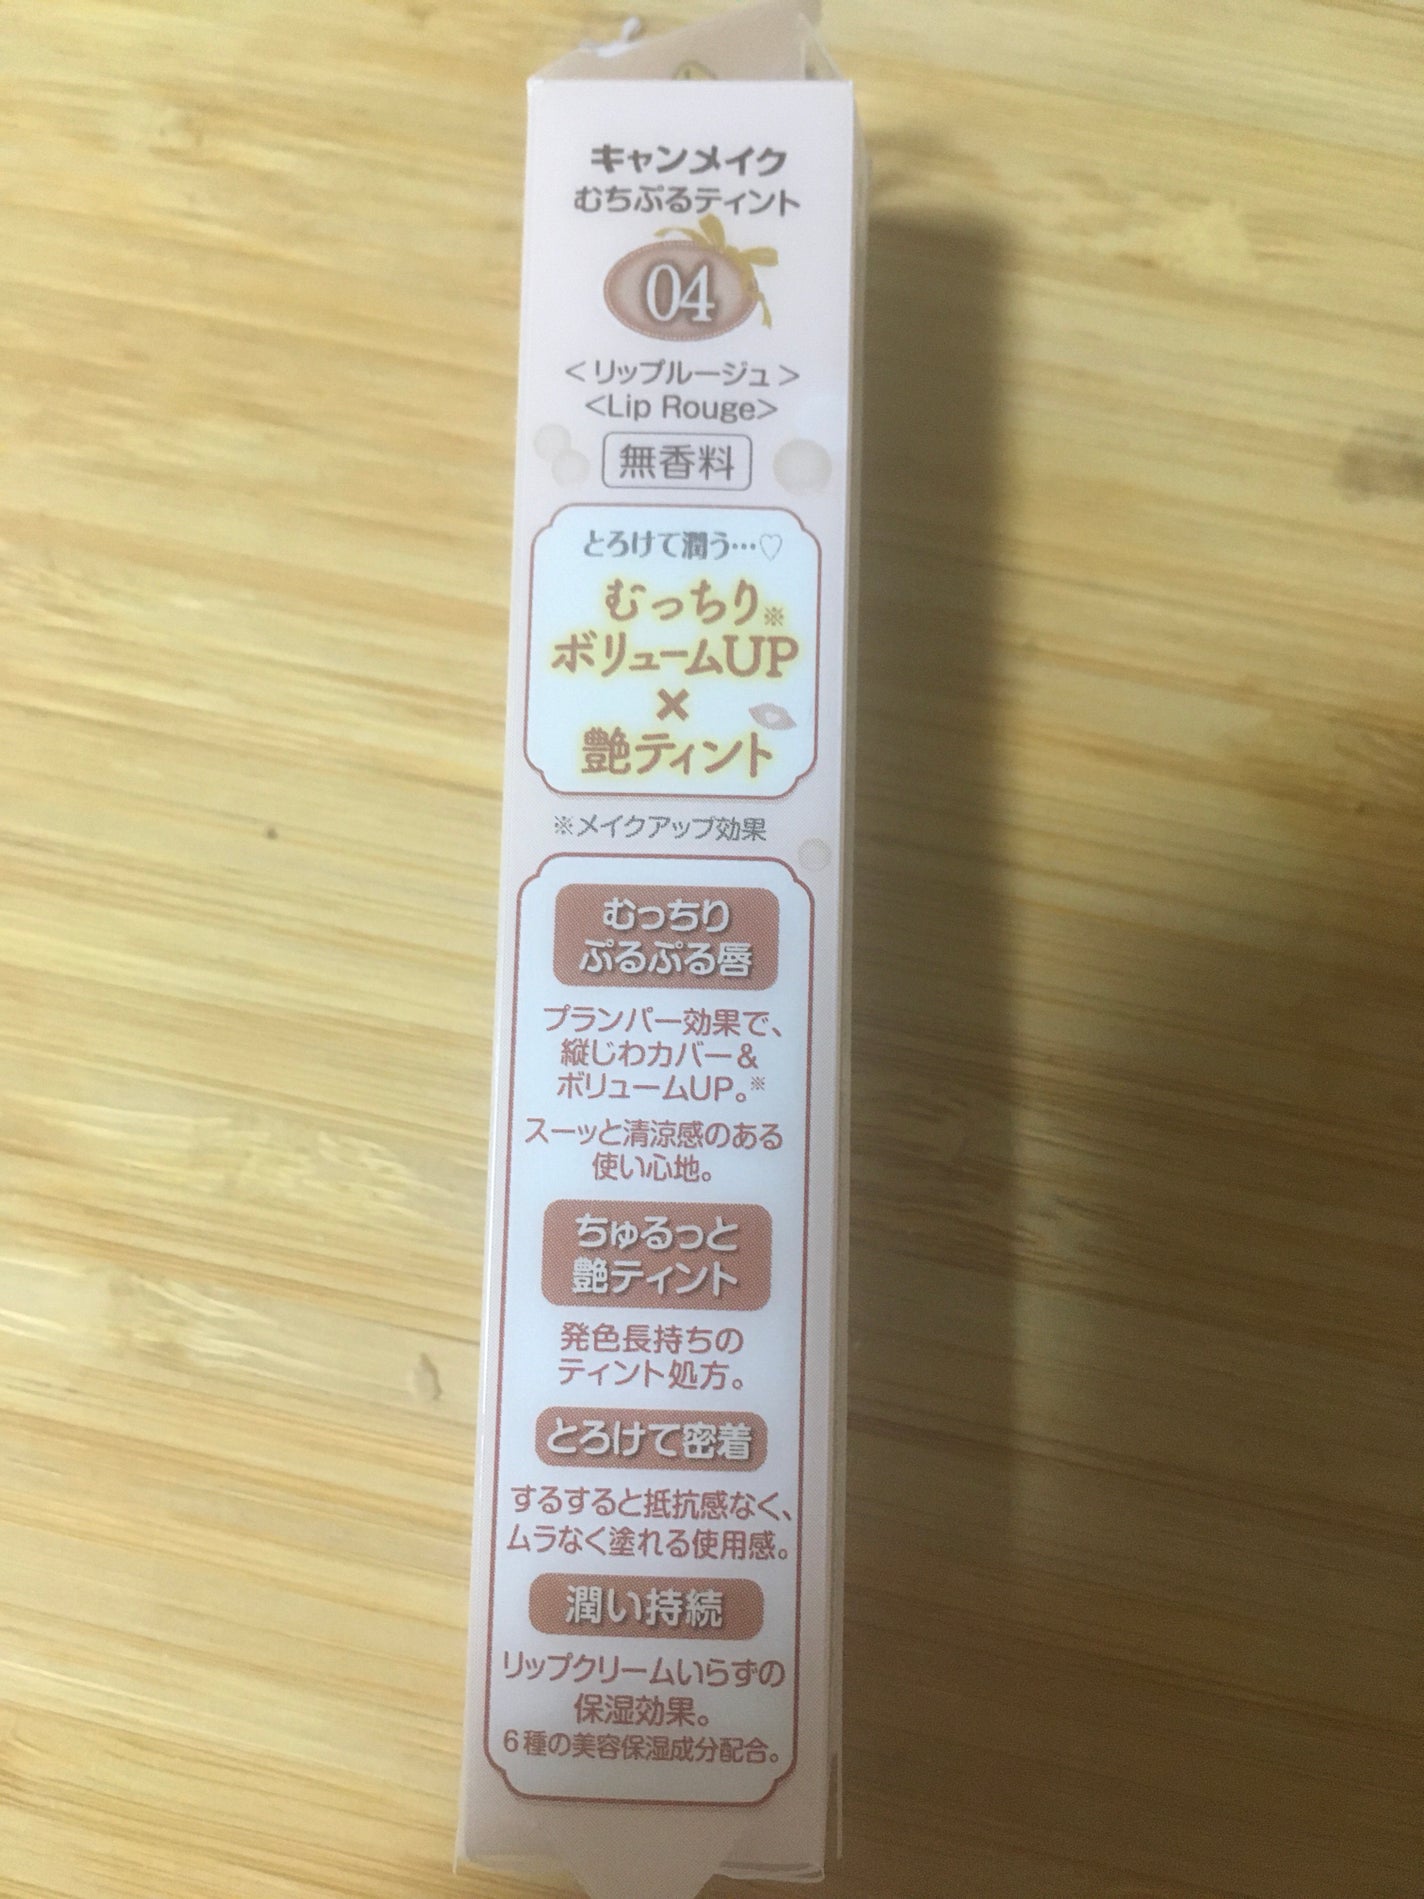 キャンメイク
むちぷるティント
04
＜リップルージュ＞
<Lip Rouge>
無香料
とろけて潤う…♡
むっちり※
ボリュームUP
×
艶ティント
※メイクアップ効果
むっちり
ぷるぷる唇
プランパー効果で、
縦じわカバー＆
ボリュームUP。※
スーッと清涼感のある
使い心地。
ちゅるっと
艶ティント
発色長持ちの
ティント処方。
とろけて密着
するすると抵抗感なく、
ムラなく塗れる使用感。
潤い持続
リップクリームいらずの
保湿効果。
6種の美容保湿成分配合。